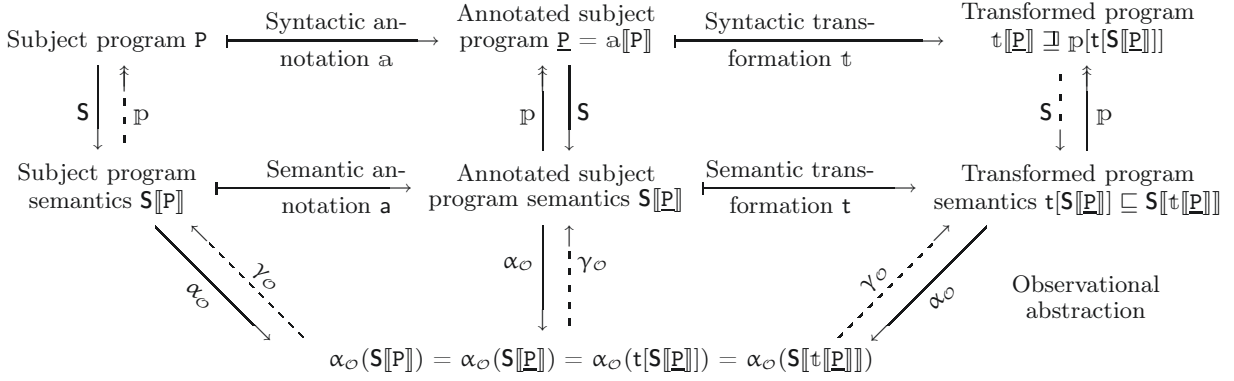 Subject program P
Syntactic an-
notation 𝕒
Annotated subject
program P̲ = 𝕒⟦P⟧
Syntactic trans-
formation 𝕥
Transformed program
𝕥⟦P̲⟧ ⊒ 𝕡[t[S⟦P̲⟧]]
S 𝕡 𝕡 S S 𝕡
Subject program
semantics S⟦P⟧
Semantic an-
notation a
Annotated subject
program semantics S⟦P̲⟧
Semantic trans-
formation t
Transformed program
semantics t[S⟦P̲⟧] ⊑ S⟦𝕥⟦P̲⟧⟧
α𝒪 γ𝒪 α𝒪 γ𝒪 γ𝒪 α𝒪
Observational
abstraction
α𝒪(S⟦P⟧) = α𝒪(S⟦P̲⟧) = α𝒪(t[S⟦P̲⟧]) = α𝒪(S⟦𝕥⟦P̲⟧⟧)